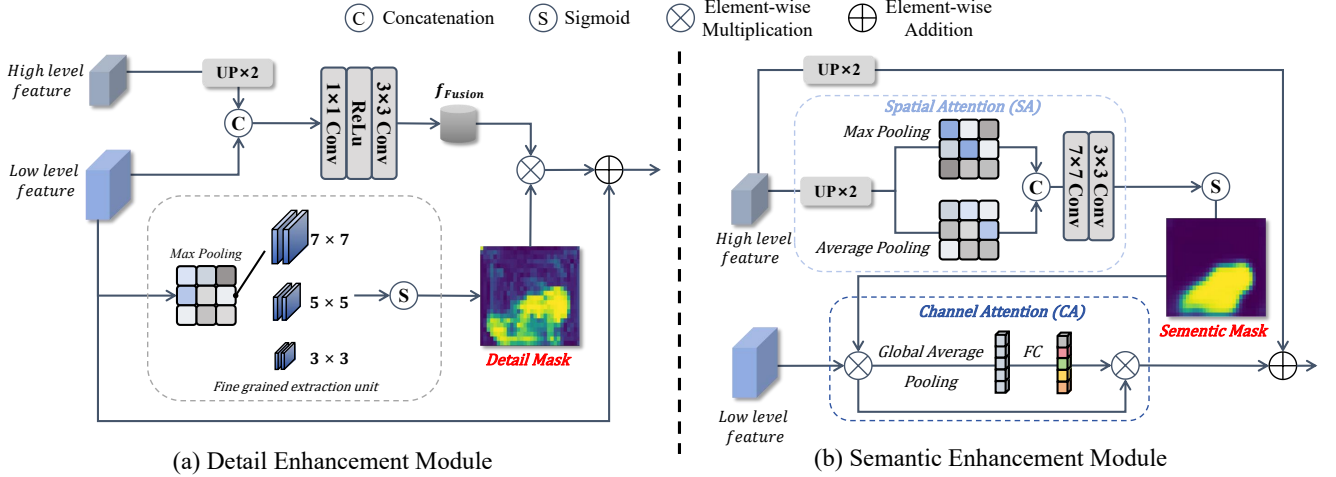 C Concatenation
S Sigmoid
Element-wise
Multiplication
Element-wise
Addition
High level
feature
UP×2
C
Low level
feature
1×1 Conv
ReLu
3×3 Conv
f_Fusion
Max Pooling
7 × 7
5 × 5
3 × 3
S
Detail Mask
Fine grained extraction unit
(a) Detail Enhancement Module
UP×2
Spatial Attention (SA)
Max Pooling
UP×2
High level
feature
Average Pooling
C
7×7 Conv
3×3 Conv
S
Sementic Mask
Channel Attention (CA)
Global Average
Pooling
FC
Low level
feature
(b) Semantic Enhancement Module